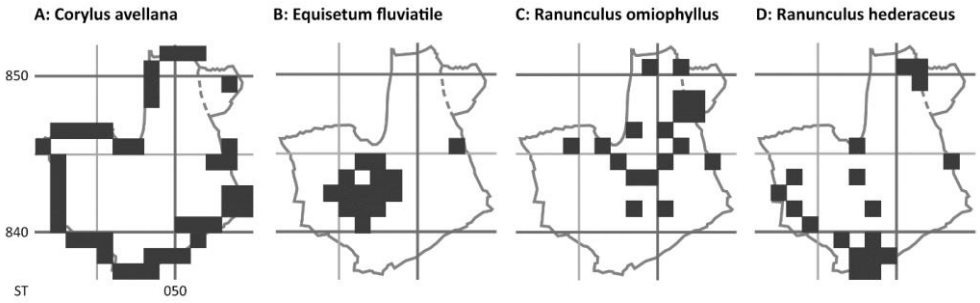 A: Corylus avellana B: Equisetum fluviatile C: Ranunculus omiophyllus D: Ranunculus hederaceus
850
840
ST 050